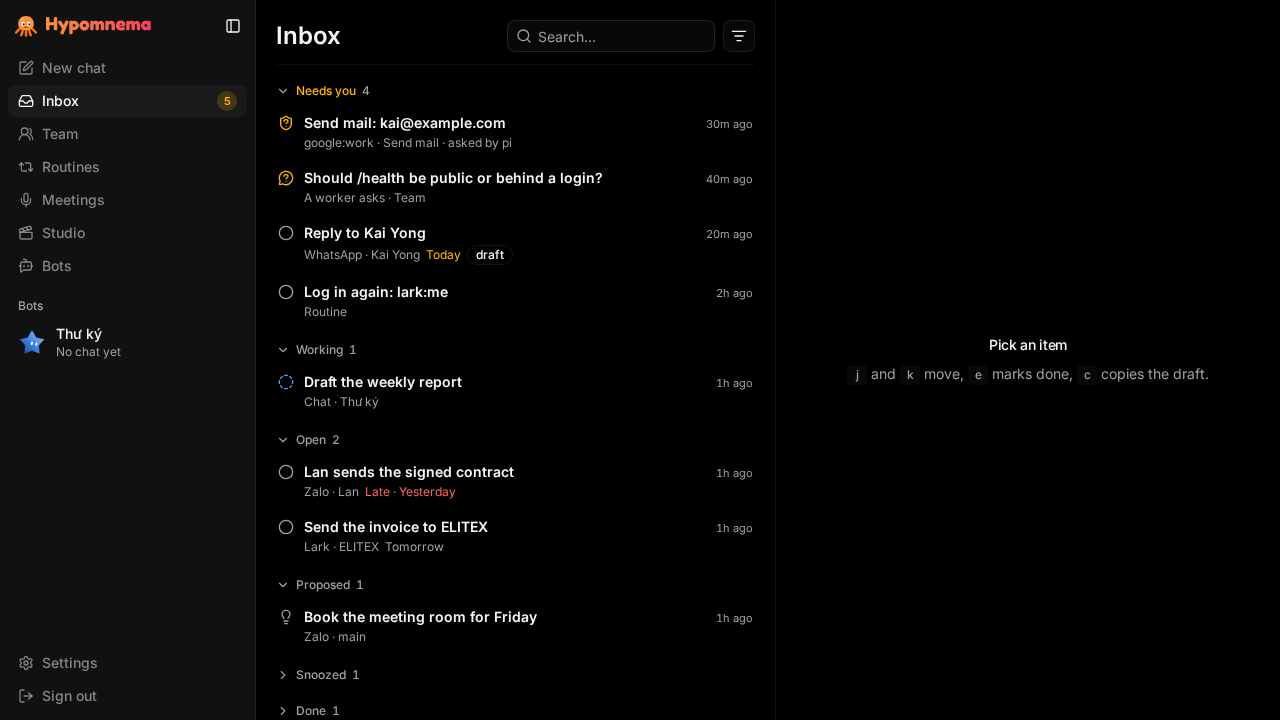 Hypomnema
New chat
Inbox 5
Team
Routines
Meetings
Studio
Bots
Bots
Thư ký
No chat yet
Settings
Sign out
Inbox
Search...
Needs you 4
Send mail: kai@example.com 30m ago
google:work · Send mail · asked by pi
Should /health be public or behind a login? 40m ago
A worker asks · Team
Reply to Kai Yong 20m ago
WhatsApp · Kai Yong Today draft
Log in again: lark:me 2h ago
Routine
Working 1
Draft the weekly report 1h ago
Chat · Thư ký
Open 2
Lan sends the signed contract 1h ago
Zalo · Lan Late · Yesterday
Send the invoice to ELITEX 1h ago
Lark · ELITEX Tomorrow
Proposed 1
Book the meeting room for Friday 1h ago
Zalo · main
Snoozed 1
Done 1
Pick an item
j and k move, e marks done, c copies the draft.